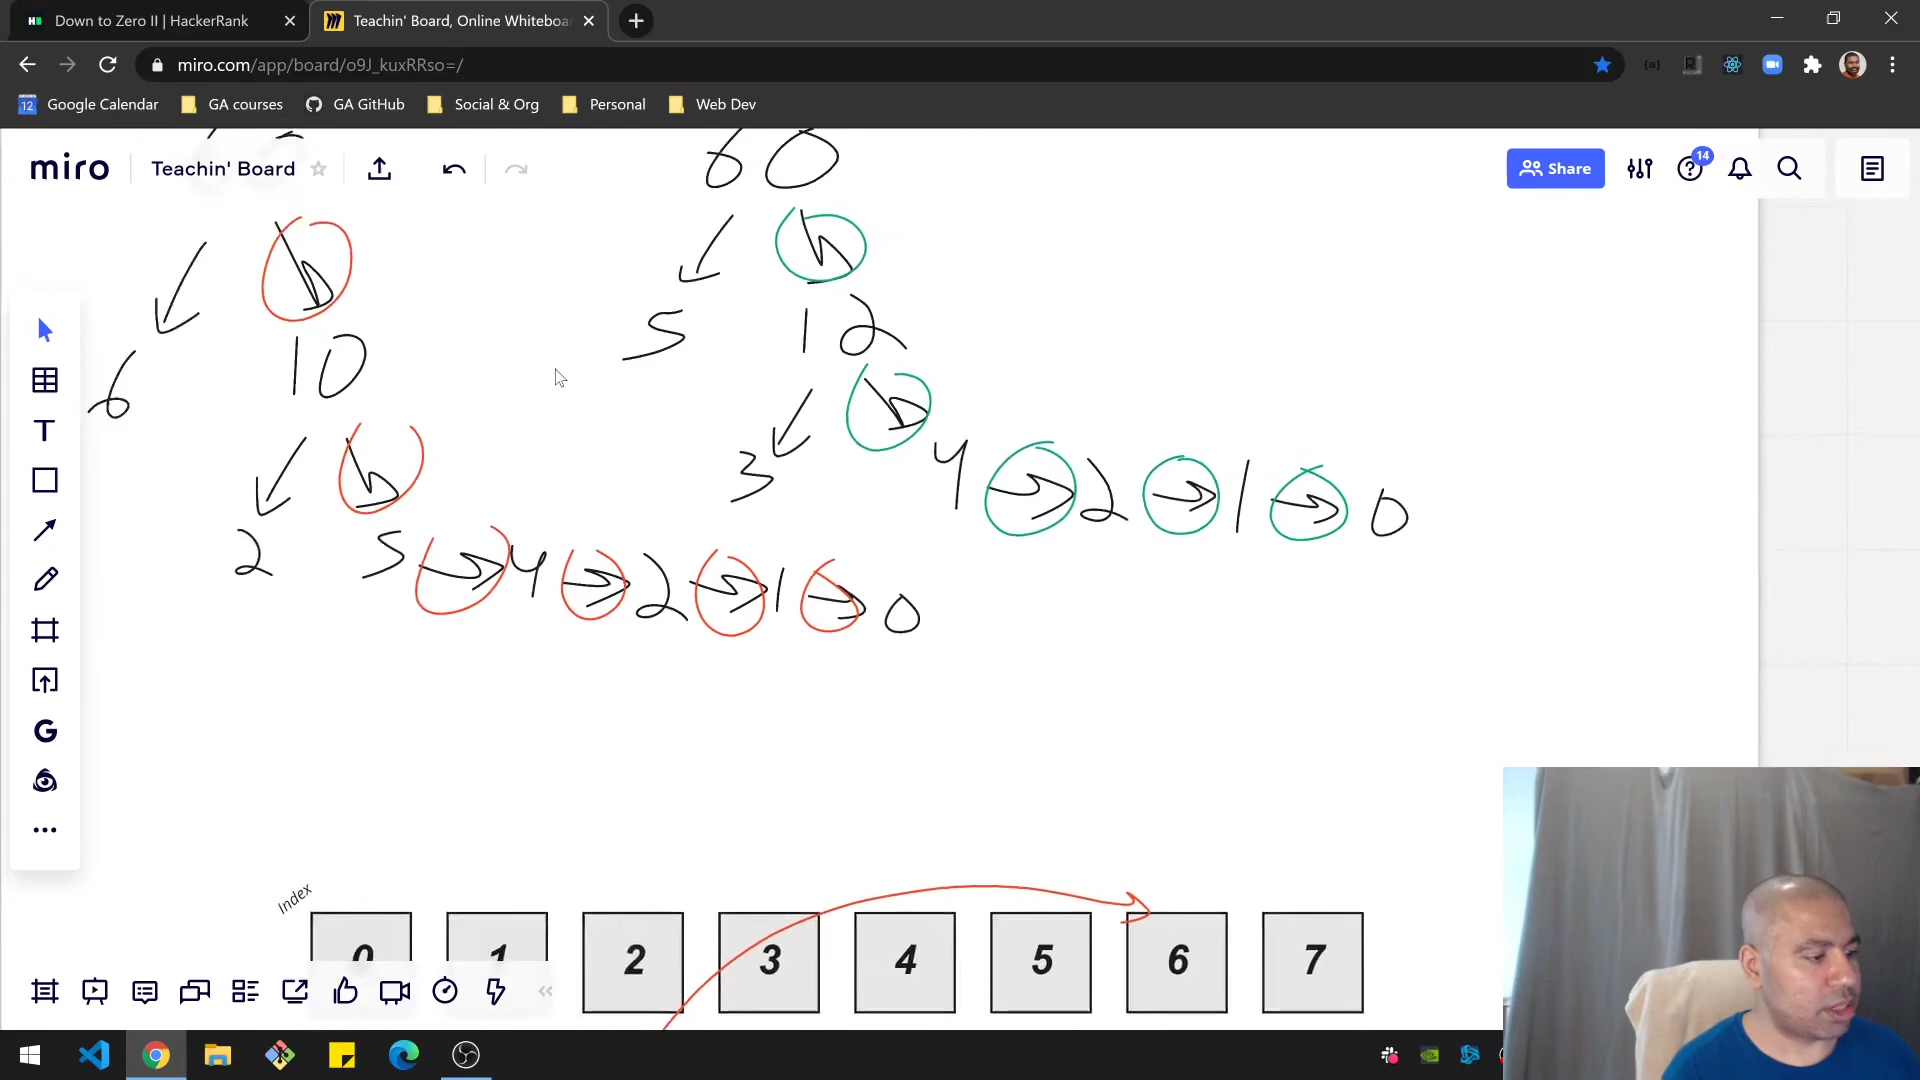 Down to Zero II | HackerRank
Teachin' Board, Online Whiteboa
miro.com/app/board/o9J_kuxRRso=/
12 Google Calendar GA courses GA GitHub Social & Org Personal Web Dev
miro Teachin' Board Share 14
60
5 12
6 10
3 4 2 1 0
2 5 4 2 1 0
Index
0 1 2 3 4 5 6 7